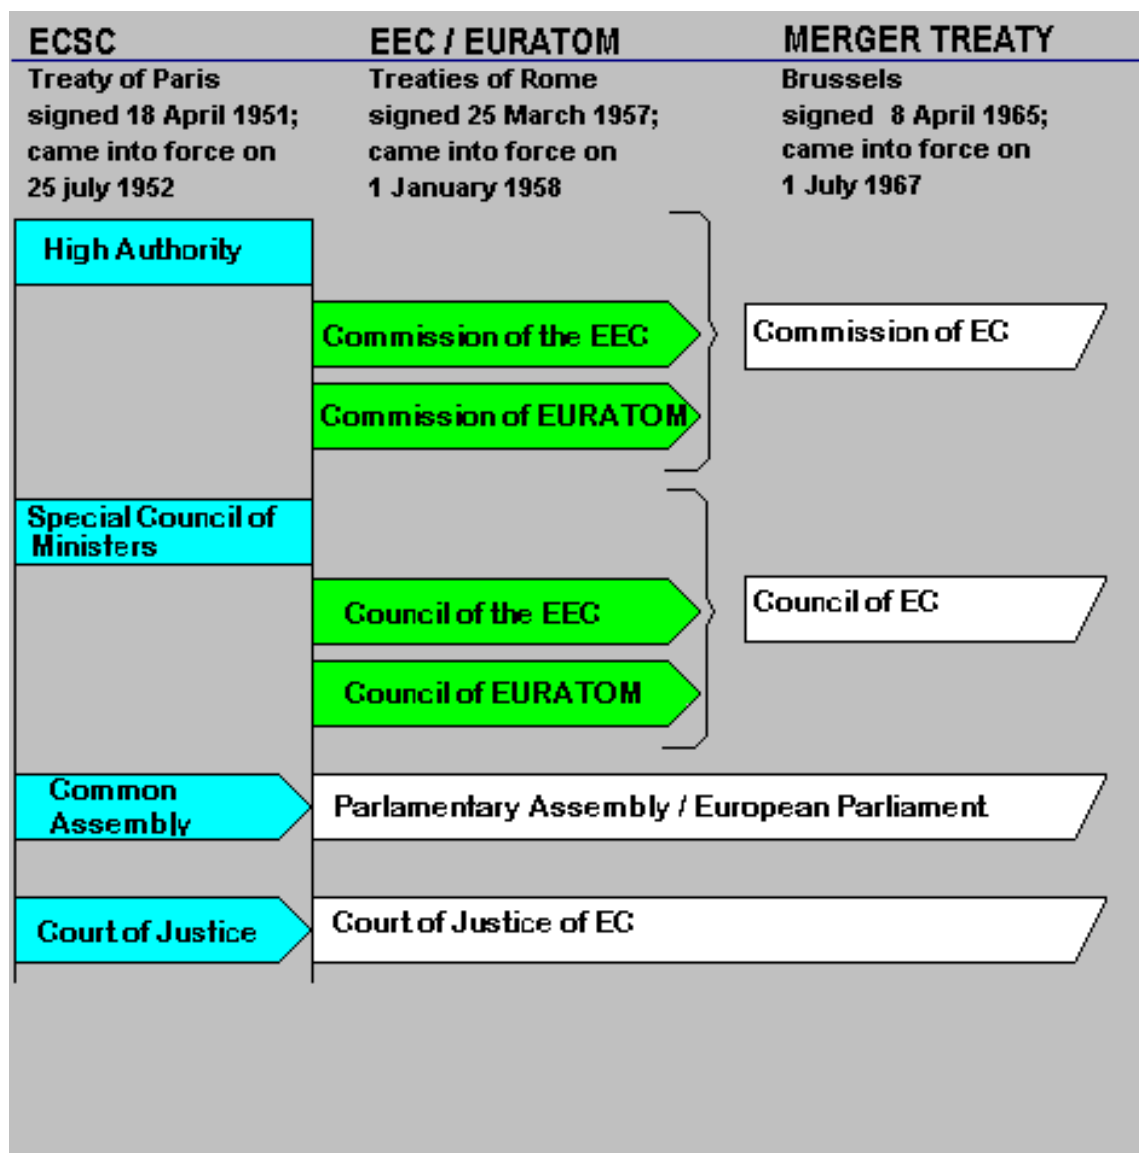 ECSC
Treaty of Paris
signed 18 April 1951;
came into force on
25 july 1952
EEC / EURATOM
Treaties of Rome
signed 25 March 1957;
came into force on
1 January 1958
MERGER TREATY
Brussels
signed 8 April 1965;
came into force on
1 July 1967
High Authority
Commission of the EEC
Commission of EURATOM
Commission of EC
Special Council of
Ministers
Council of the EEC
Council of EURATOM
Council of EC
Common
Assembly
Parlamentary Assembly / European Parliament
Court of Justice
Court of Justice of EC